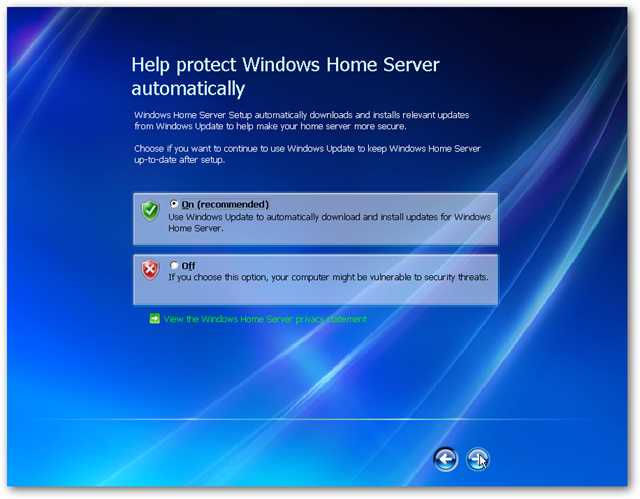 Help protect Windows Home Server
automatically
Windows Home Server Setup automatically downloads and installs relevant updates
from Windows Update to help make your home server more secure.
Choose if you want to continue to use Windows Update to keep Windows Home Server
up-to-date after setup.
On (recommended)
Use Windows Update to automatically download and install updates for Windows
Home Server.
Off
If you choose this option, your computer might be vulnerable to security threats.
View the Windows Home Server privacy statement